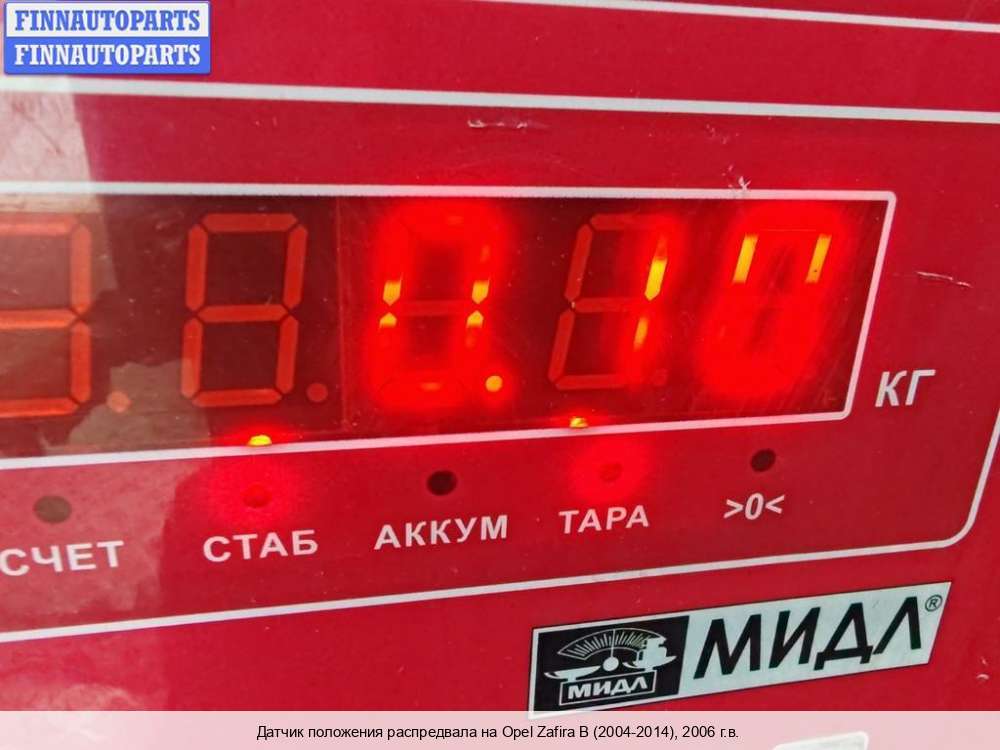 FINNAUTOPARTS
FINNAUTOPARTS
КГ
СЧЕТ СТАБ АККУМ ТАРА >0<
МИДЛ МИДЛ®
Датчик положения распредвала на Opel Zafira B (2004-2014), 2006 г.в.